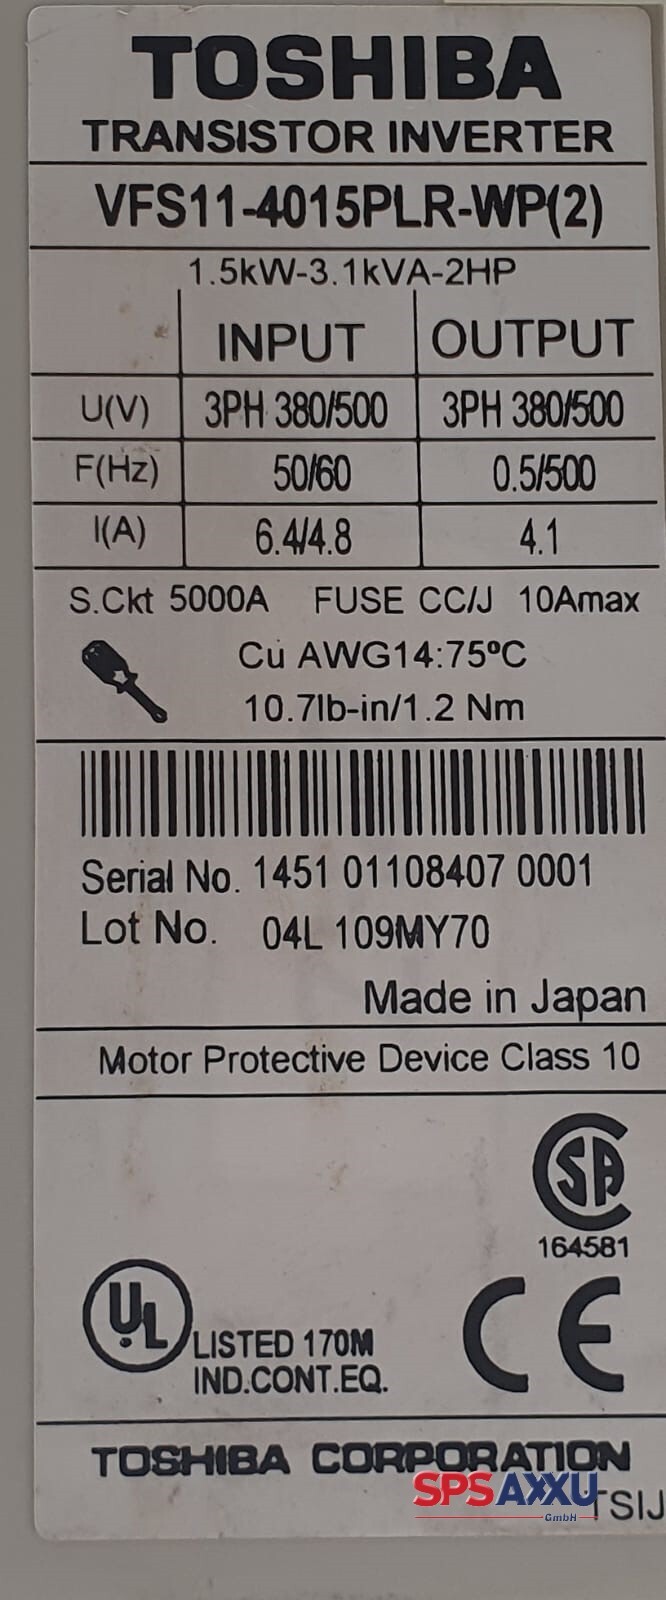 TOSHIBA
TRANSISTOR INVERTER
VFS11-4015PLR-WP(2)
1.5kW-3.1kVA-2HP
INPUT OUTPUT
U(V) 3PH 380/500 3PH 380/500
F(Hz) 50/60 0.5/500
I(A) 6.4/4.8 4.1
S.Ckt 5000A FUSE CC/J 10Amax
Cu AWG14:75ºC
10.7lb-in/1.2 Nm
Serial No. 1451 01108407 0001
Lot No. 04L 109MY70
Made in Japan
Motor Protective Device Class 10
SA
164581
UL
LISTED 170M
IND.CONT.EQ.
CE
TOSHIBA CORPORATION
SPSAXXU
GmbH
TSIJ